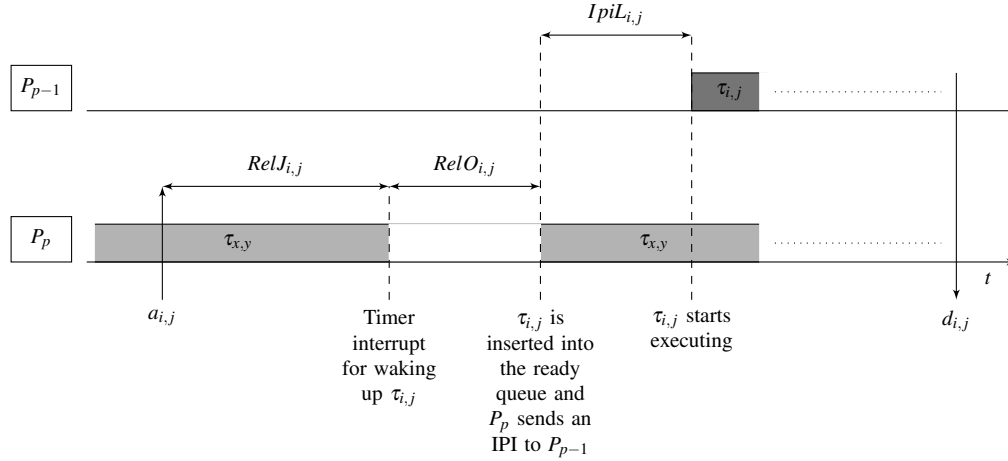 IpiL_{i,j}
P_{p−1}
τ_{i,j}
RelJ_{i,j}
RelO_{i,j}
P_p
τ_{x,y}
τ_{x,y}
t
a_{i,j}
Timer
interrupt
for waking
up τ_{i,j}
τ_{i,j} is
inserted into
the ready
queue and
P_p sends an
IPI to P_{p−1}
τ_{i,j} starts
executing
d_{i,j}